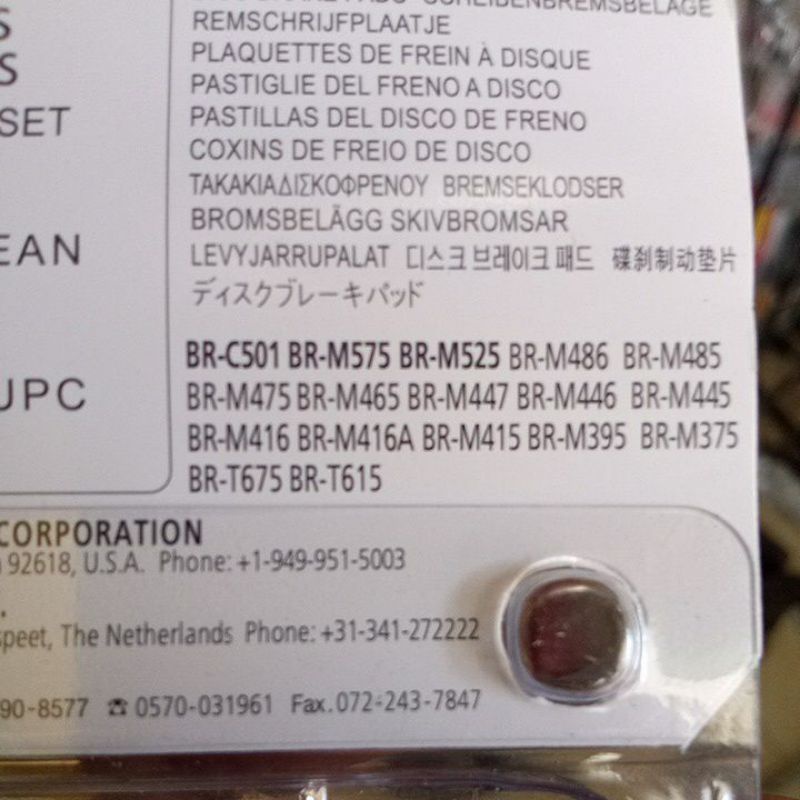 S
S
SET
EAN
UPC
DISC BRAKE PADS SCHEIBENBREMSBELÄGE
REMSCHRIJFPLAATJE
PLAQUETTES DE FREIN À DISQUE
PASTIGLIE DEL FRENO A DISCO
PASTILLAS DEL DISCO DE FRENO
COXINS DE FREIO DE DISCO
ΤΑΚΑΚΙΑΔΙΣΚΟΦΡΕΝΟΥ BREMSEKLODSER
BROMSBELÄGG SKIVBROMSAR
LEVYJARRUPALAT 디스크 브레이크 패드 碟刹制动垫片
ディスクブレーキパッド
BR-C501 BR-M575 BR-M525 BR-M486 BR-M485
BR-M475 BR-M465 BR-M447 BR-M446 BR-M445
BR-M416 BR-M416A BR-M415 BR-M395 BR-M375
BR-T675 BR-T615
CORPORATION
92618, U.S.A. Phone: +1-949-951-5003
speet, The Netherlands Phone: +31-341-272222
90-8577 ☎ 0570-031961 Fax.072-243-7847